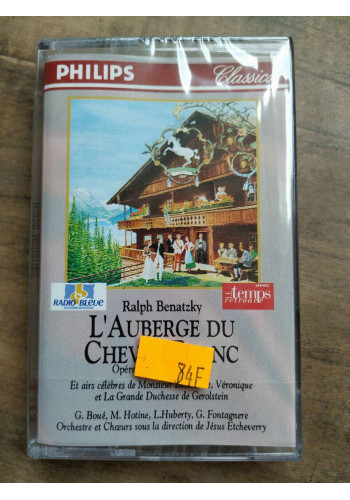 PHILIPS
Classics
RADIO BLEUE
le temps
retrouvé
Ralph Benatzky
L'AUBERGE DU
CHEV NC
84F
Et airs célèbres de Monsieur , Véronique
et La Grande Duchesse de Gerolstein
G. Boué, M. Hotine, L.Huberty, G. Fontagnere
Orchestre et Chœurs sous la direction de Jésus Etcheverry